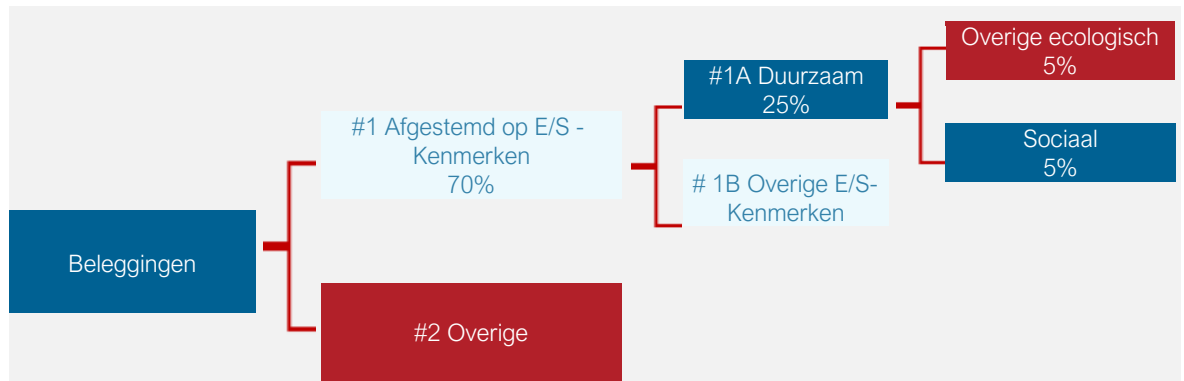 Beleggingen
#1 Afgestemd op E/S -
Kenmerken
70%
#2 Overige
#1A Duurzaam
25%
# 1B Overige E/S-
Kenmerken
Overige ecologisch
5%
Sociaal
5%